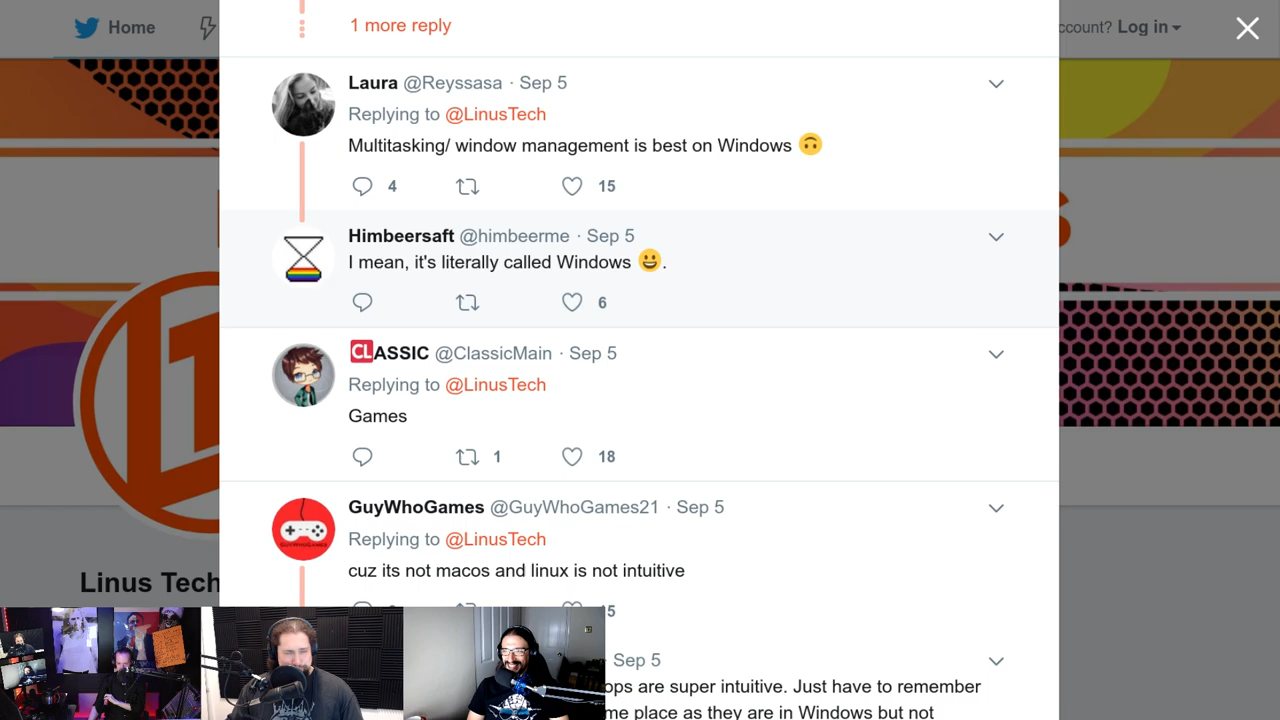 Home
ccount? Log in
1 more reply
Laura @Reyssasa · Sep 5
Replying to @LinusTech
Multitasking/ window management is best on Windows 🙃
4 15
Himbeersaft @himbeerme · Sep 5
I mean, it's literally called Windows 😀.
6
CLASSIC @ClassicMain · Sep 5
Replying to @LinusTech
Games
1 18
GuyWhoGames @GuyWhoGames21 · Sep 5
Replying to @LinusTech
cuz its not macos and linux is not intuitive
Linus Tech
Sep 5
ops are super intuitive. Just have to remember
me place as they are in Windows but not